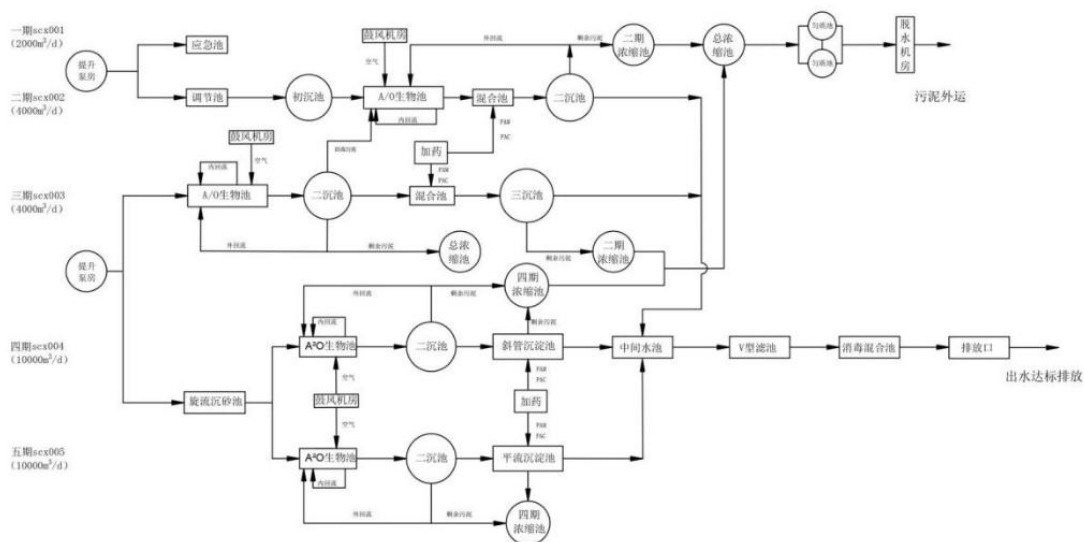 一期scx001
(2000m³/d)
提升
泵房
应急池
鼓风机房
空气
外回流
剩余污泥
二期
浓缩池
总浓
缩池
匀质池
匀质池
脱水机房
污泥外运
二期scx002
(4000m³/d)
调节池
初沉池
A/O生物池
内回流
混合池
二沉池
PAM
PAC
鼓风机房
空气
内回流
加药
PAM
PAC
三期scx003
(4000m³/d)
A/O生物池
二沉池
混合池
三沉池
外回流
剩余污泥
总浓
缩池
剩余污泥
二期
浓缩池
提升
泵房
四期
浓缩池
外回流
剩余污泥
剩余污泥
内回流
四期scx004
(10000m³/d)
A²O生物池
二沉池
斜管沉淀池
中间水池
V型滤池
消毒混合池
排放口
出水达标排放
空气
PAM
PAC
旋流沉砂池
鼓风机房
加药
空气
PAM
PAC
五期scx005
(10000m³/d)
A²O生物池
二沉池
平流沉淀池
内回流
外回流
剩余污泥
四期
浓缩池